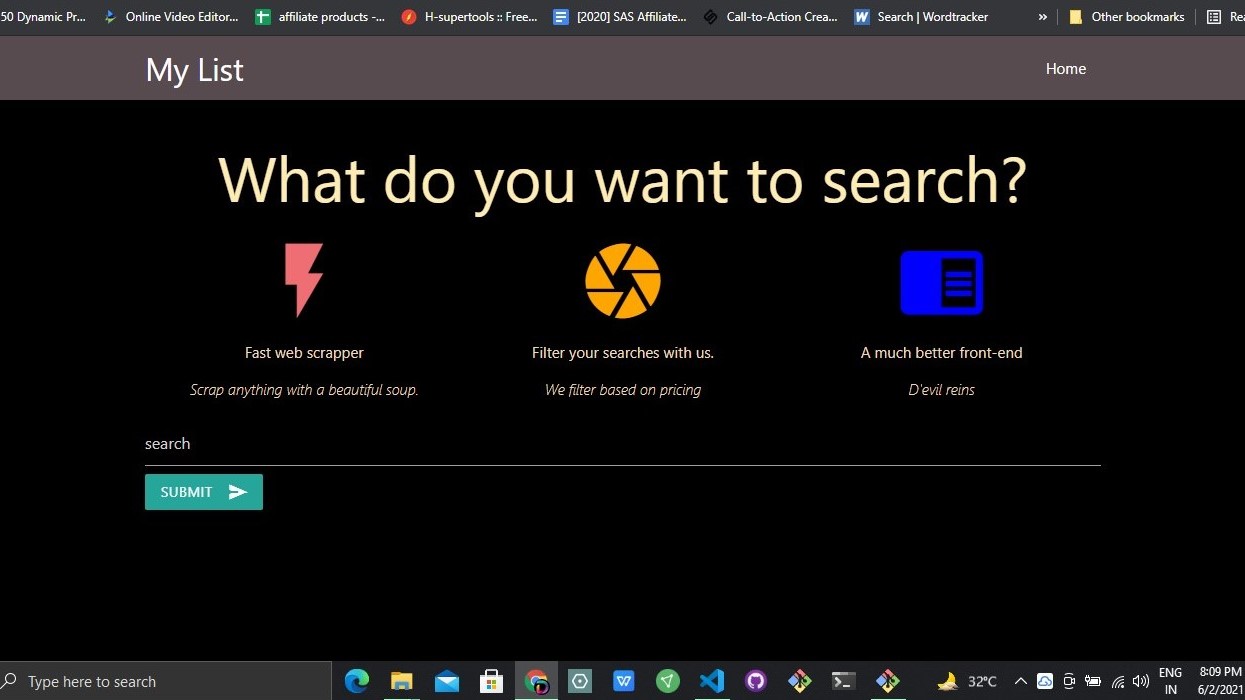 50 Dynamic Pr... Online Video Editor... affiliate products -... H-supertools :: Free... [2020] SAS Affiliate... Call-to-Action Crea... W Search | Wordtracker » Other bookmarks Rea
My List Home
What do you want to search?
Fast web scrapper Filter your searches with us. A much better front-end
Scrap anything with a beautiful soup. We filter based on pricing D'evil reins
search
SUBMIT
Type here to search 32°C ENG 8:09 PM
IN 6/2/2021